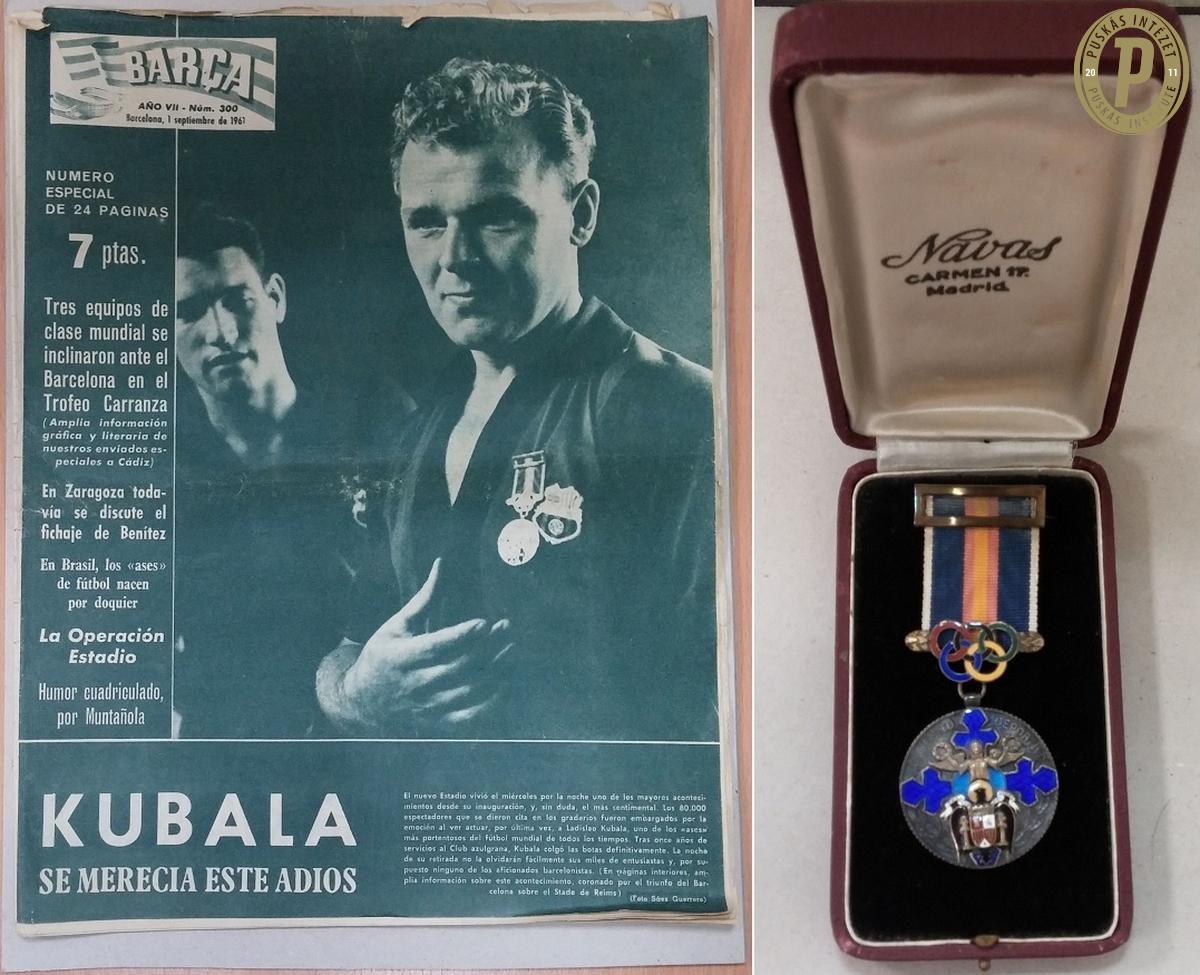 BARÇA
AÑO VII - Núm. 300
Barcelona, 1 septiembre de 1961
NUMERO
ESPECIAL
DE 24 PAGINAS
7 ptas.
Tres equipos de
clase mundial se
inclinaron ante el
Barcelona en el
Trofeo Carranza
(Amplia información
gráfica y literaria de
nuestros enviados es-
peciales a Cádiz)
En Zaragoza toda-
vía se discute el
fichaje de Benítez
En Brasil, los «ases»
de fútbol nacen
por doquier
La Operación
Estadio
Humor cuadriculado,
por Muntañola
KUBALA
SE MERECIA ESTE ADIOS
El nuevo Estadio vivió el miércoles por la noche uno de los mayores aconteci-
mientos desde su inauguración, y, sin duda, el más sentimental. Los 80.000
espectadores que se dieron cita en los graderíos fueron embargados por la
emoción al ver actuar, por última vez, a Ladislao Kubala, uno de los «ases»
más portentosos del fútbol mundial de todos los tiempos. Tras once años de
servicios al Club azulgrana, Kubala colgó las botas definitivamente. La noche
de su retirada no la olvidarán fácilmente sus miles de entusiastas y, por su-
puesto ninguno de los aficionados barcelonistas. (En páginas interiores, am-
plia información sobre este acontecimiento, coronado por el triunfo del Bar-
celona sobre el Stade de Reims)
(Foto Sáez Guerrero)
PUSKÁS INTÉZET
20 P 11
PUSKÁS INSTITUTE
Navas
CARMEN 17.
Madrid